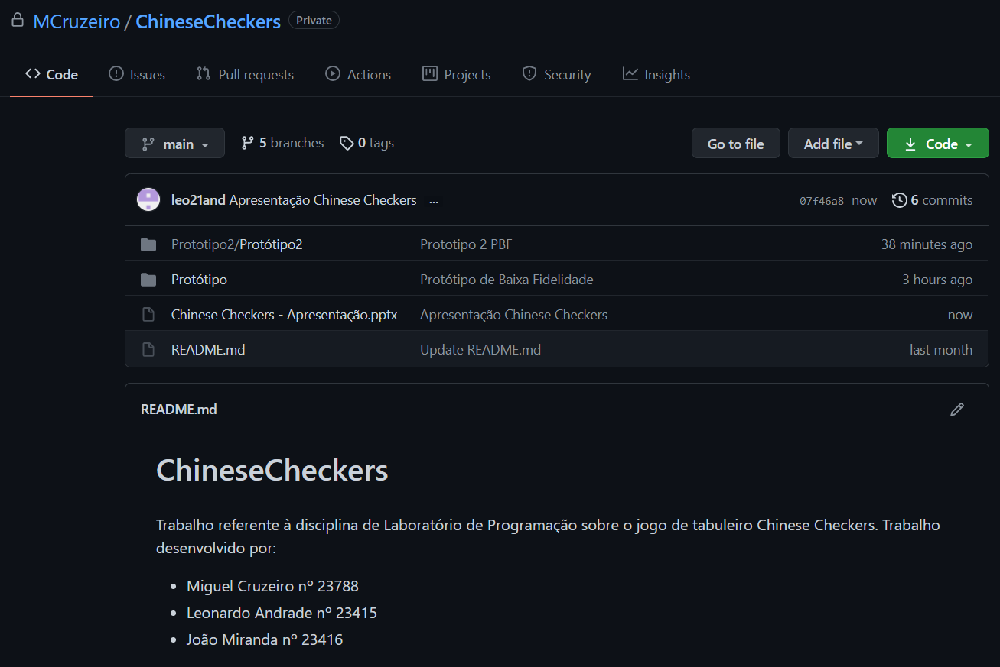 MCruzeiro / ChineseCheckers Private
Code Issues Pull requests Actions Projects Security Insights
main 5 branches 0 tags Go to file Add file Code
leo21and Apresentação Chinese Checkers ... 07f46a8 now 6 commits
Prototipo2/Protótipo2 Prototipo 2 PBF 38 minutes ago
Protótipo Protótipo de Baixa Fidelidade 3 hours ago
Chinese Checkers - Apresentação.pptx Apresentação Chinese Checkers now
README.md Update README.md last month
README.md
ChineseCheckers
Trabalho referente à disciplina de Laboratório de Programação sobre o jogo de tabuleiro Chinese Checkers. Trabalho
desenvolvido por:
• Miguel Cruzeiro nº 23788
• Leonardo Andrade nº 23415
• João Miranda nº 23416